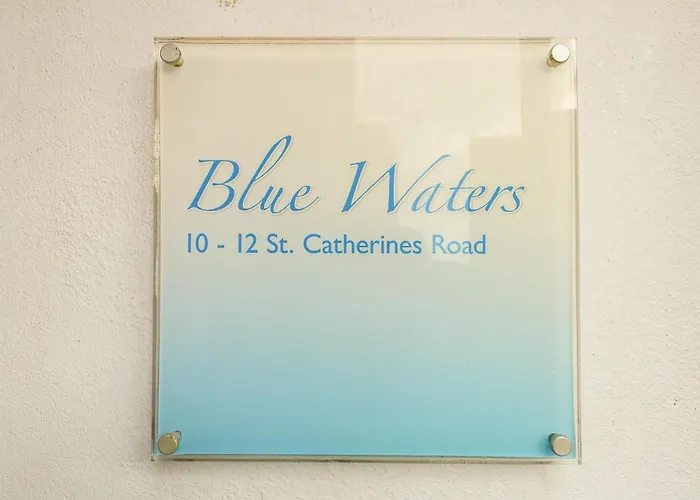 Blue Waters
10 - 12 St. Catherines Road